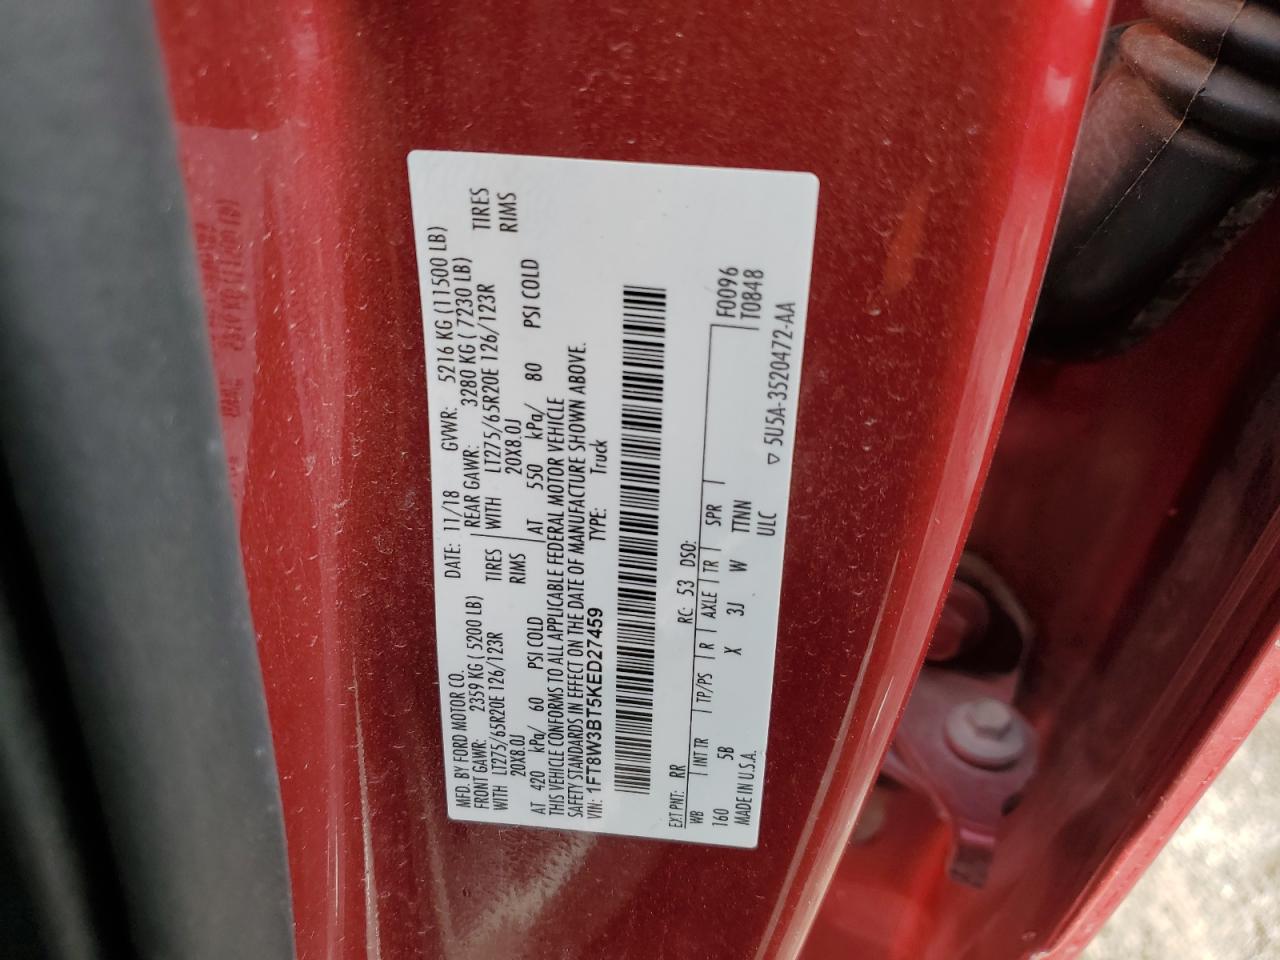 MFD. BY FORD MOTOR CO.
DATE: 11/18 GVWR: 5216 KG (11500 LB)
FRONT GAWR: 2359 KG ( 5200 LB) REAR GAWR: 3280 KG ( 7230 LB)
WITH LT275/65R20E 126/123R TIRES WITH LT275/65R20E 126/123R TIRES
20X8.0J RIMS 20X8.0J RIMS
AT 420 kPa/ 60 PSI COLD AT 550 kPa/ 80 PSI COLD
THIS VEHICLE CONFORMS TO ALL APPLICABLE FEDERAL MOTOR VEHICLE
SAFETY STANDARDS IN EFFECT ON THE DATE OF MANUFACTURE SHOWN ABOVE.
VIN: 1FT8W3BT5KED27459 TYPE: Truck
EXT PNT: RR RC: 53 DSO: F0096
WB INT TR TP/PS R AXLE TR SPR T0848
160 5B X 3J W TTNN
MADE IN U.S.A. ULC ▽ 5U5A-3520472-AA